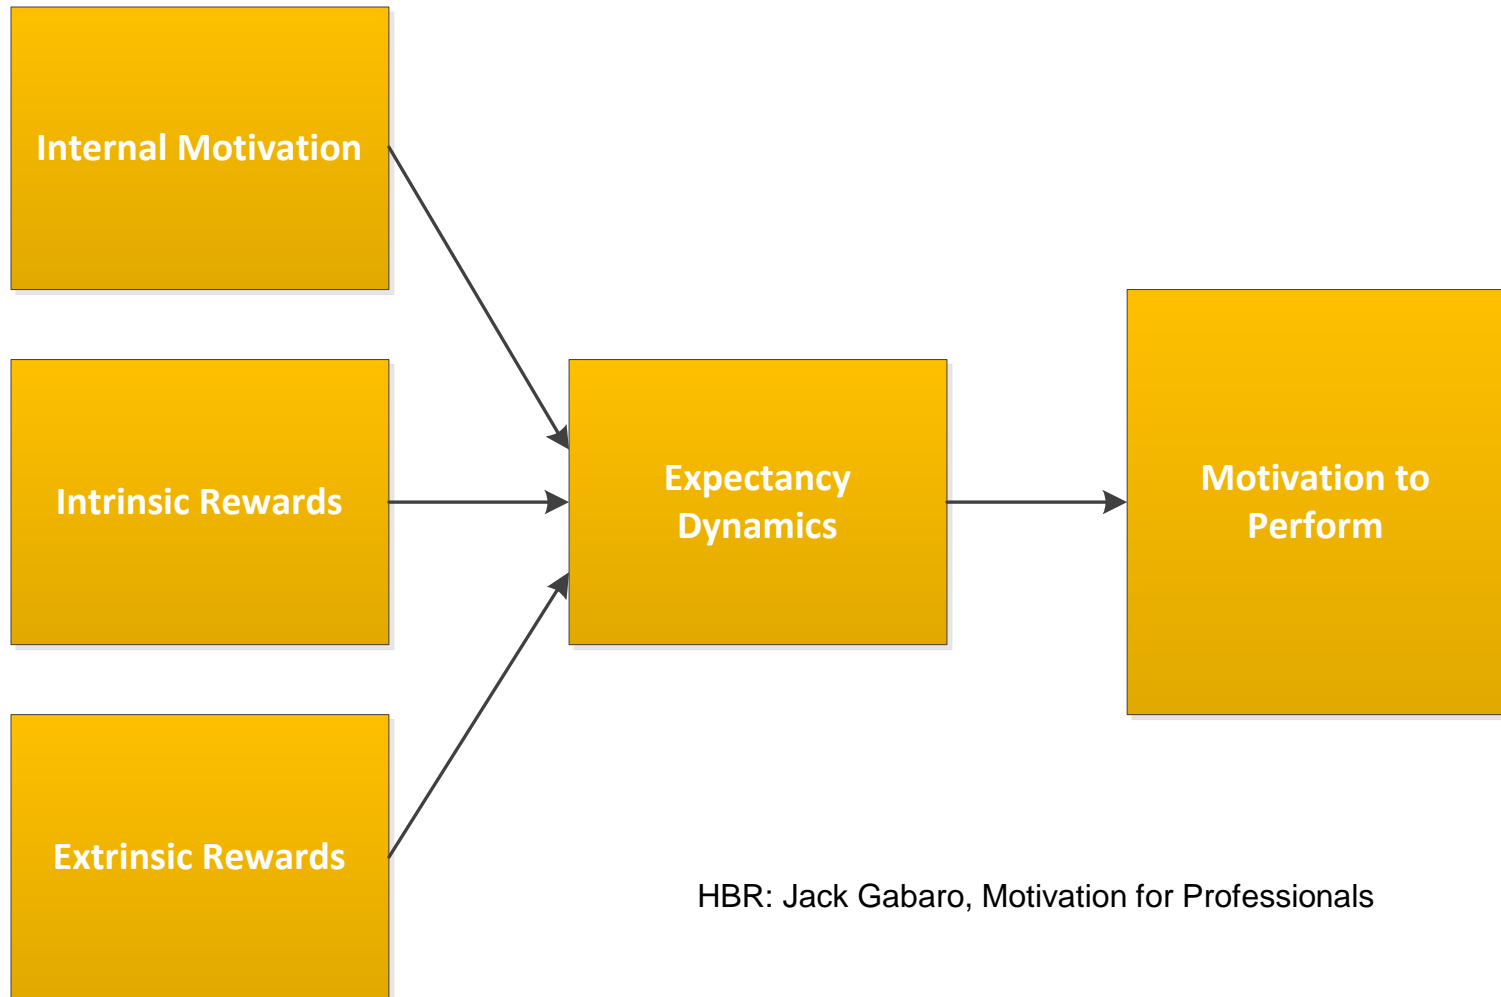 Internal Motivation
Intrinsic Rewards
Extrinsic Rewards
Expectancy
Dynamics
Motivation to
Perform
HBR: Jack Gabaro, Motivation for Professionals